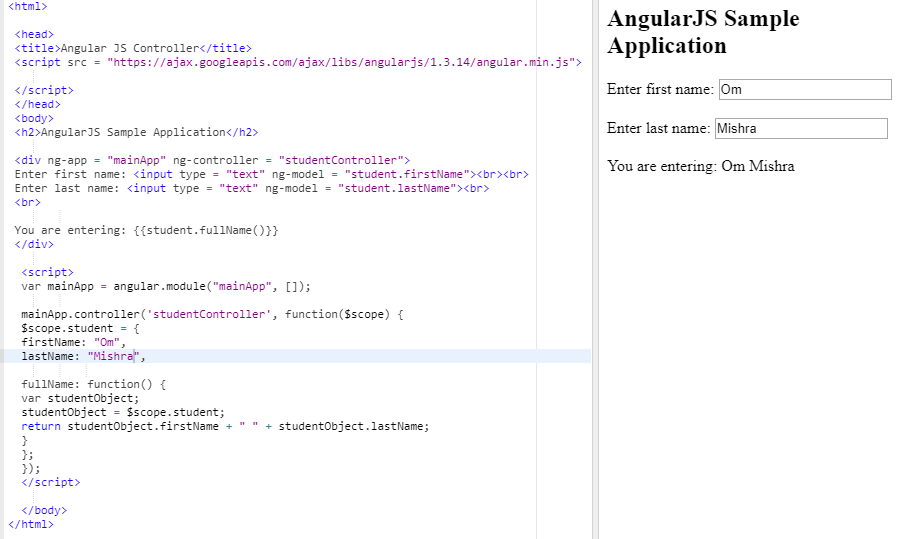 <html>
<head>
<title>Angular JS Controller</title>
<script src = "https://ajax.googleapis.com/ajax/libs/angularjs/1.3.14/angular.min.js">
</script>
</head>
<body>
<h2>AngularJS Sample Application</h2>
<div ng-app = "mainApp" ng-controller = "studentController">
Enter first name: <input type = "text" ng-model = "student.firstName"><br><br>
Enter last name: <input type = "text" ng-model = "student.lastName"><br>
<br>
You are entering: {{student.fullName()}}
</div>
<script>
var mainApp = angular.module("mainApp", []);
mainApp.controller('studentController', function($scope) {
$scope.student = {
firstName: "Om",
lastName: "Mishra",
fullName: function() {
var studentObject;
studentObject = $scope.student;
return studentObject.firstName + " " + studentObject.lastName;
}
};
});
</script>
</body>
</html>
AngularJS Sample
Application
Enter first name: Om
Enter last name: Mishra
You are entering: Om Mishra